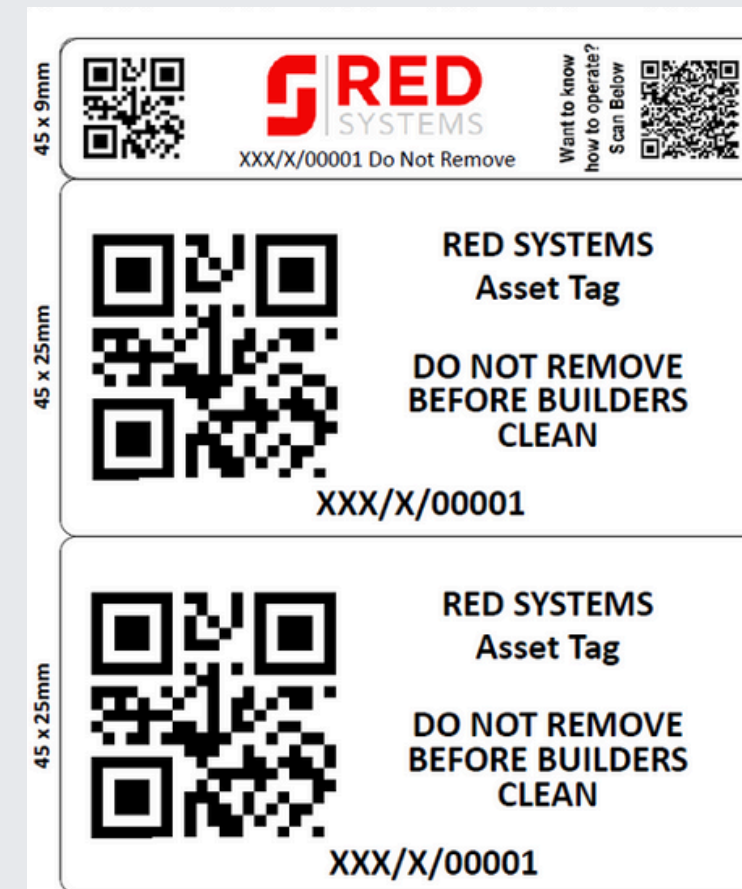 45 x 9mm
RED
SYSTEMS
XXX/X/00001 Do Not Remove
Want to know
how to operate?
Scan Below
45 x 25mm
RED SYSTEMS
Asset Tag
DO NOT REMOVE
BEFORE BUILDERS
CLEAN
XXX/X/00001
45 x 25mm
RED SYSTEMS
Asset Tag
DO NOT REMOVE
BEFORE BUILDERS
CLEAN
XXX/X/00001